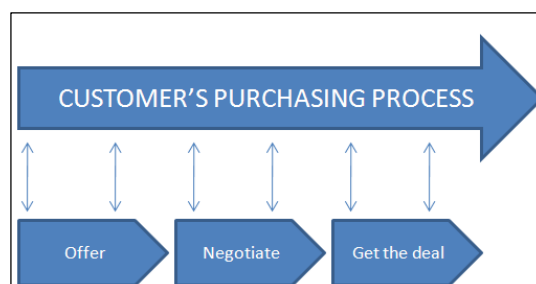 CUSTOMER'S PURCHASING PROCESS
Offer
Negotiate
Get the deal